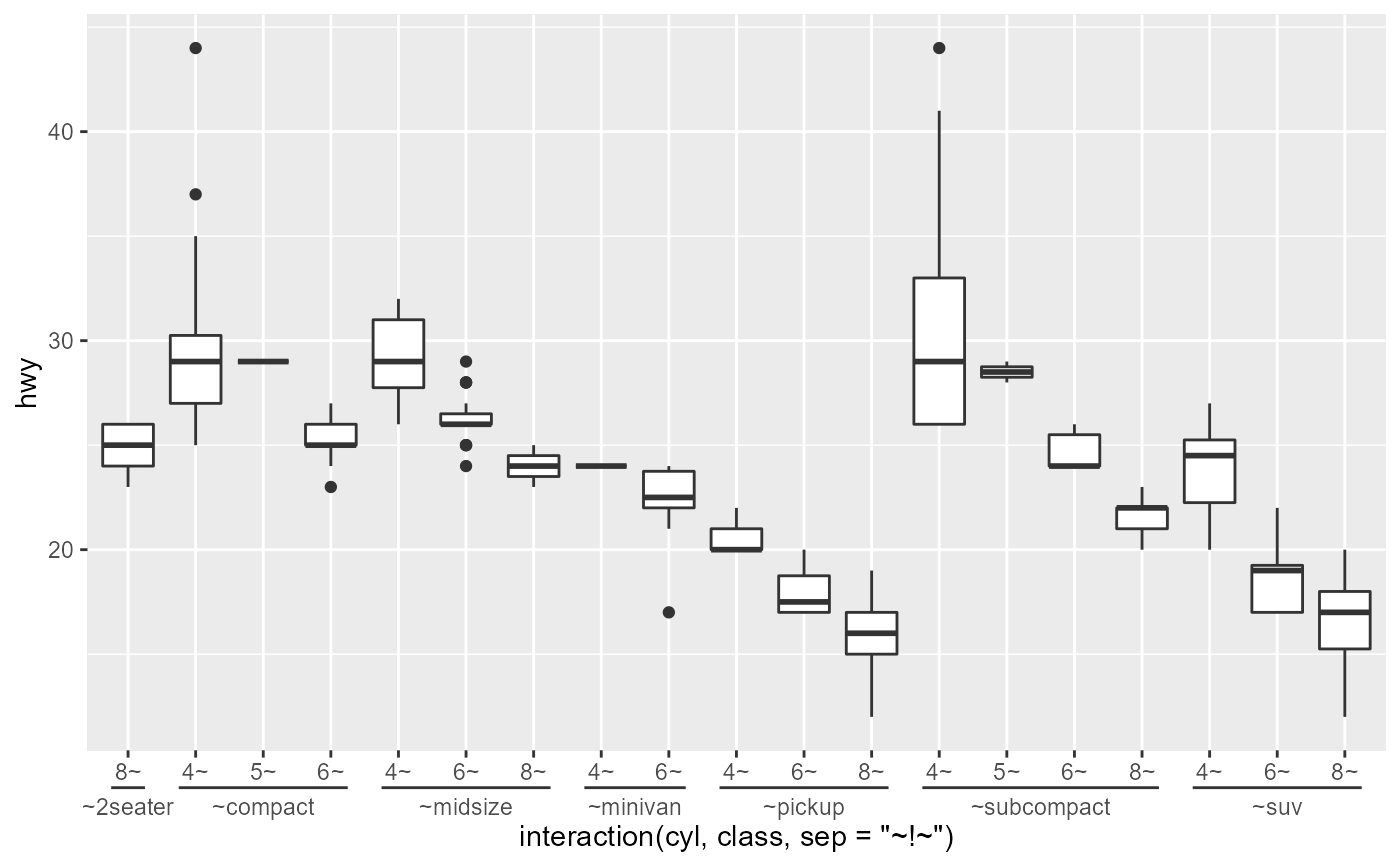 40
30
20
hwy
8~ 4~ 5~ 6~ 4~ 6~ 8~ 4~ 6~ 4~ 6~ 8~ 4~ 5~ 6~ 8~ 4~ 6~ 8~
~2seater ~compact ~midsize ~minivan ~pickup ~subcompact ~suv
interaction(cyl, class, sep = "~!~")